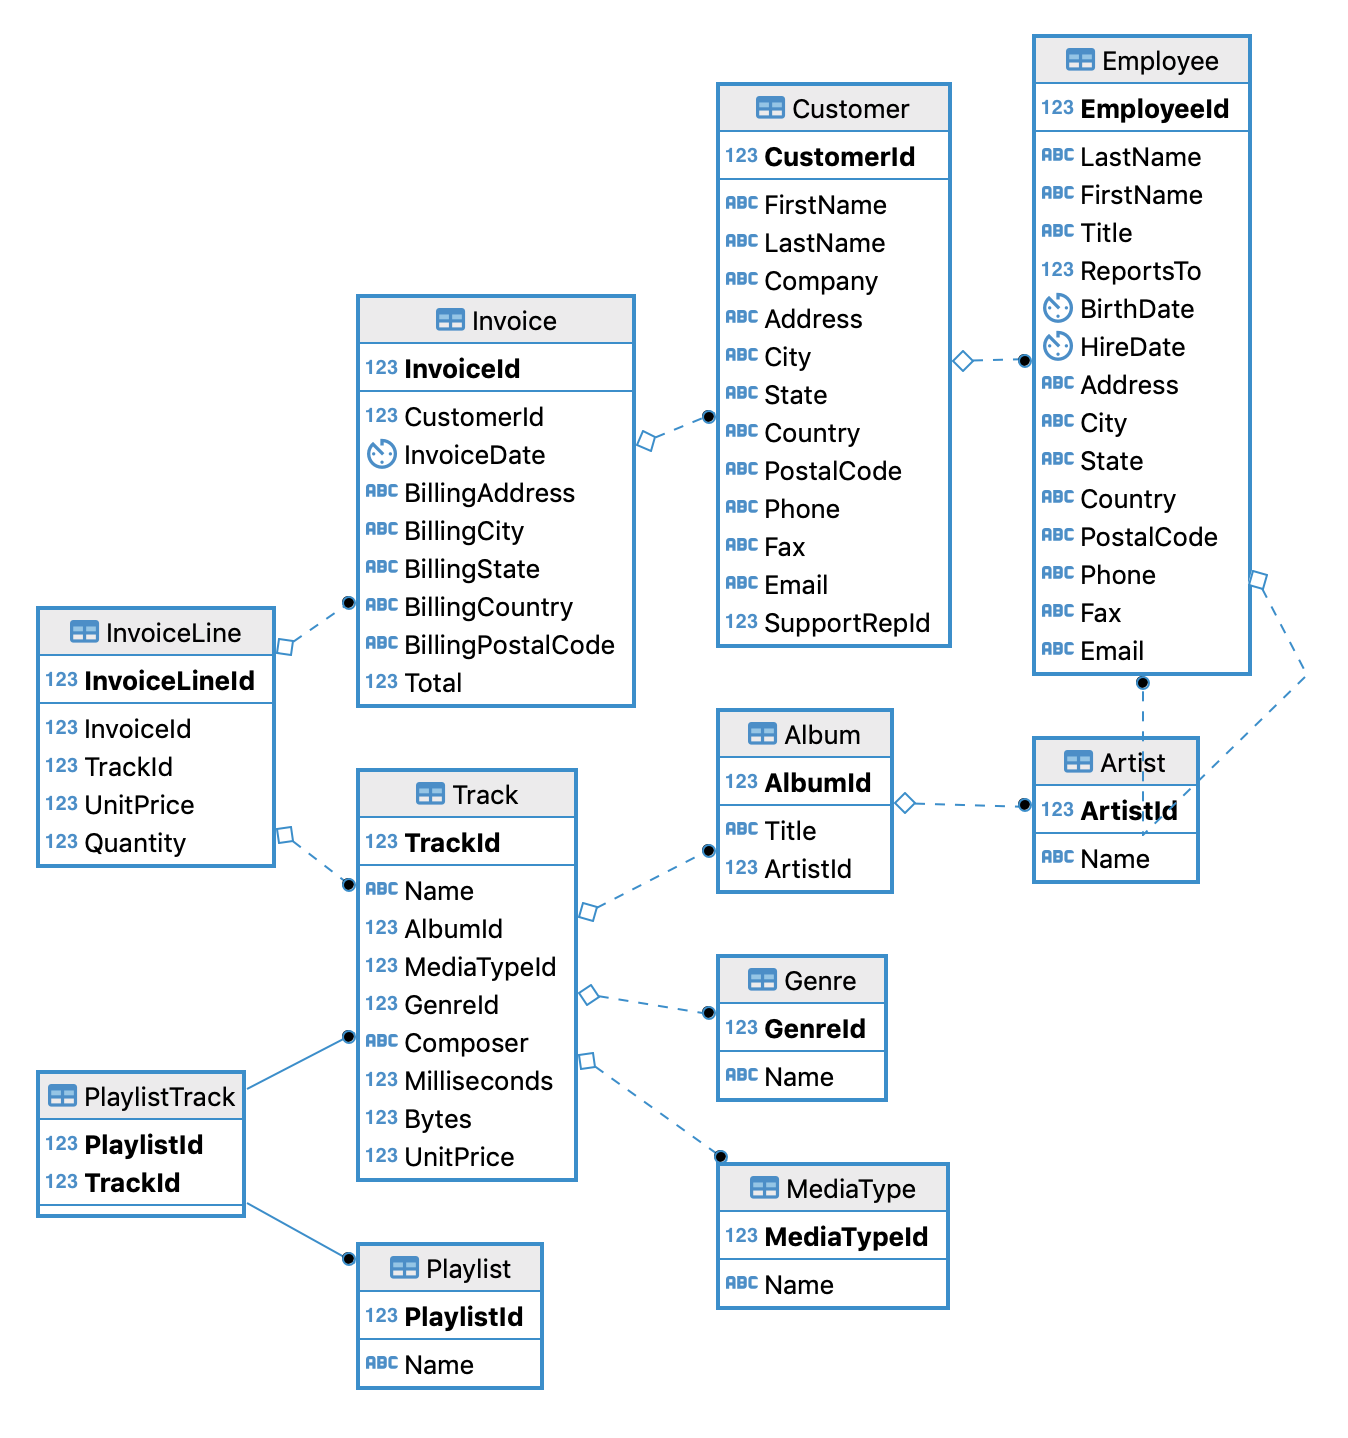 Employee
123 EmployeeId
ABC LastName
ABC FirstName
ABC Title
123 ReportsTo
BirthDate
HireDate
ABC Address
ABC City
ABC State
ABC Country
ABC PostalCode
ABC Phone
ABC Fax
ABC Email
Customer
123 CustomerId
ABC FirstName
ABC LastName
ABC Company
ABC Address
ABC City
ABC State
ABC Country
ABC PostalCode
ABC Phone
ABC Fax
ABC Email
123 SupportRepId
Invoice
123 InvoiceId
123 CustomerId
InvoiceDate
ABC BillingAddress
ABC BillingCity
ABC BillingState
ABC BillingCountry
ABC BillingPostalCode
123 Total
InvoiceLine
123 InvoiceLineId
123 InvoiceId
123 TrackId
123 UnitPrice
123 Quantity
Track
123 TrackId
ABC Name
123 AlbumId
123 MediaTypeId
123 GenreId
ABC Composer
123 Milliseconds
123 Bytes
123 UnitPrice
Album
123 AlbumId
ABC Title
123 ArtistId
Artist
123 ArtistId
ABC Name
Genre
123 GenreId
ABC Name
MediaType
123 MediaTypeId
ABC Name
PlaylistTrack
123 PlaylistId
123 TrackId
Playlist
123 PlaylistId
ABC Name